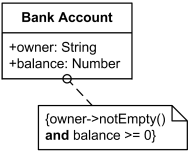 Bank Account
+owner: String
+balance: Number
{owner->notEmpty()
and balance >= 0}